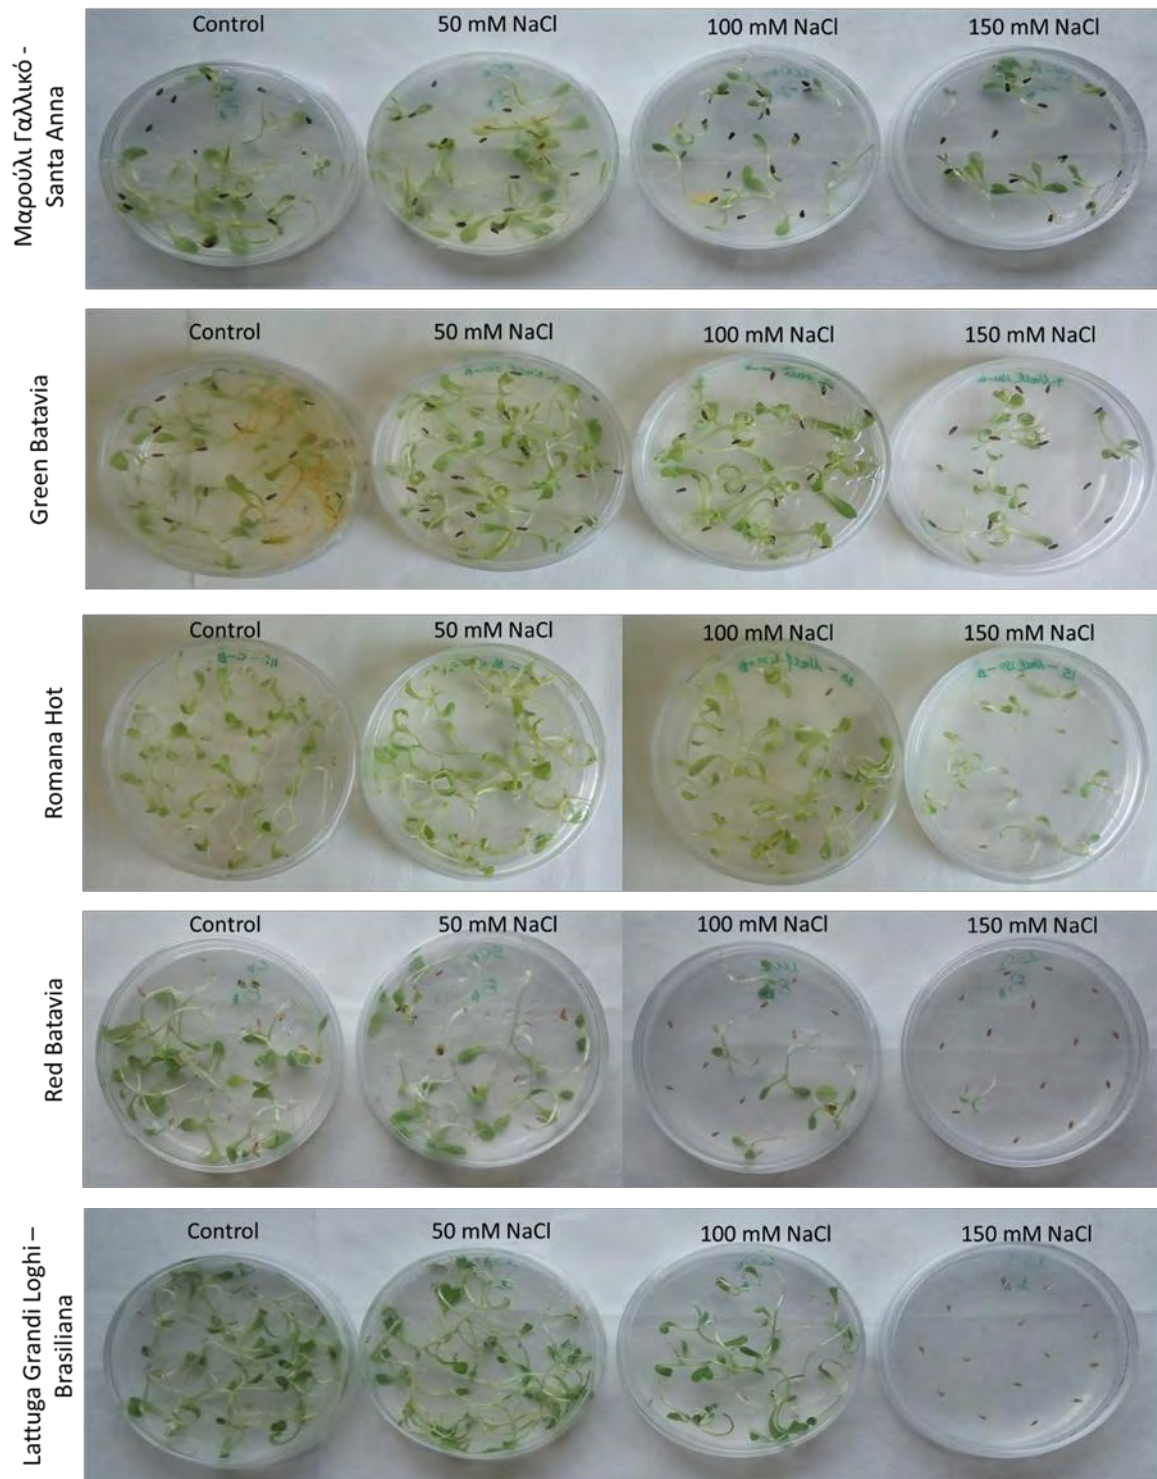 Μαρούλι Γαλλικό -
Santa Anna
Control
50 mM NaCl
100 mM NaCl
150 mM NaCl
Green Batavia
Control
50 mM NaCl
100 mM NaCl
150 mM NaCl
Romana Hot
Control
50 mM NaCl
100 mM NaCl
150 mM NaCl
Red Batavia
Control
50 mM NaCl
100 mM NaCl
150 mM NaCl
Lattuga Grandi Loghi –
Brasiliana
Control
50 mM NaCl
100 mM NaCl
150 mM NaCl